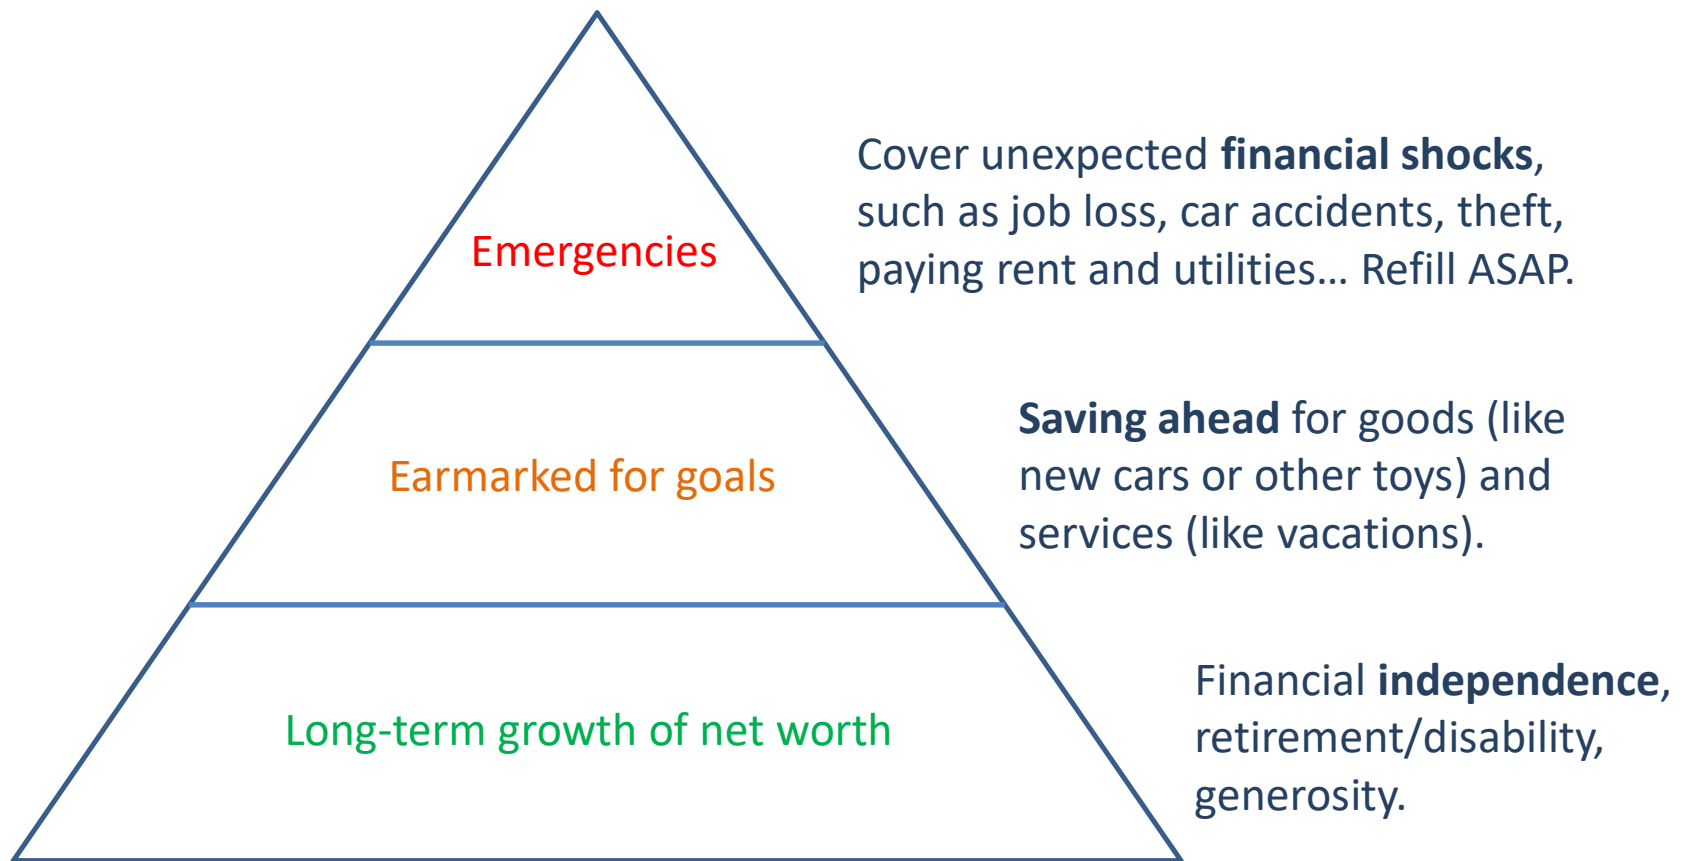 Emergencies
Cover unexpected financial shocks,
such as job loss, car accidents, theft,
paying rent and utilities… Refill ASAP.
Earmarked for goals
Saving ahead for goods (like
new cars or other toys) and
services (like vacations).
Long-term growth of net worth
Financial independence,
retirement/disability,
generosity.